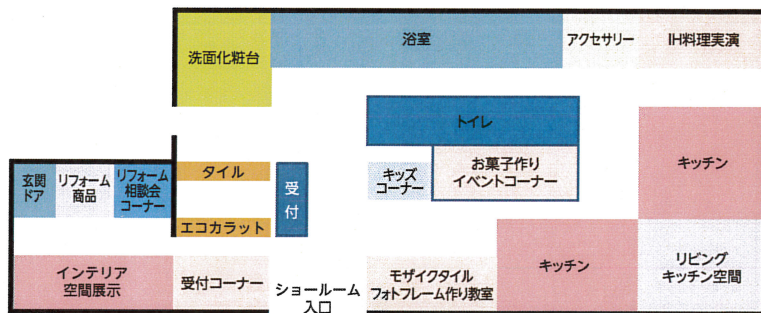 洗面化粧台
浴室
アクセサリー
IH料理実演
トイレ
キッチン
玄関
ドア
リフォーム
商品
リフォーム
相談会
コーナー
タイル
受付
キッズ
コーナー
お菓子作り
イベントコーナー
エコカラット
インテリア
空間展示
受付コーナー
ショールーム
入口
モザイクタイル
フォトフレーム作り教室
キッチン
リビング
キッチン空間